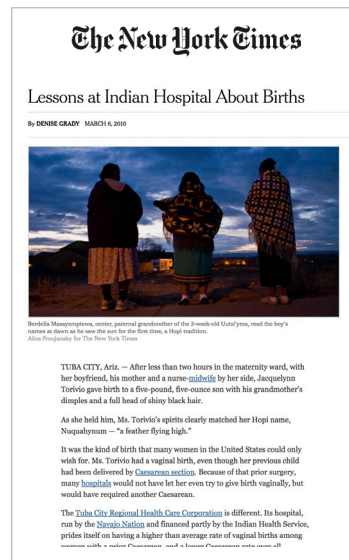 The New York Times
Lessons at Indian Hospital About Births
By DENISE GRADY MARCH 6, 2010
Berdella Masayemptewa, center, paternal grandmother of the 3-week-old Uutsi'yma, read the boy's
names at dawn as he saw the sun for the first time, a Hopi tradition.
Alice Proujansky for The New York Times
TUBA CITY, Ariz. — After less than two hours in the maternity ward, with
her boyfriend, his mother and a nurse-midwife by her side, Jacquelynn
Torivio gave birth to a five-pound, five-ounce son with his grandmother's
dimples and a full head of shiny black hair.
As she held him, Ms. Torivio's spirits clearly matched her Hopi name,
Nuquahynum — "a feather flying high."
It was the kind of birth that many women in the United States could only
wish for. Ms. Torivio had a vaginal birth, even though her previous child
had been delivered by Caesarean section. Because of that prior surgery,
many hospitals would not have let her even try to give birth vaginally, but
would have required another Caesarean.
The Tuba City Regional Health Care Corporation is different. Its hospital,
run by the Navajo Nation and financed partly by the Indian Health Service,
prides itself on having a higher than average rate of vaginal births among
women with a prior Caesarean, and a lower Caesarean rate over all